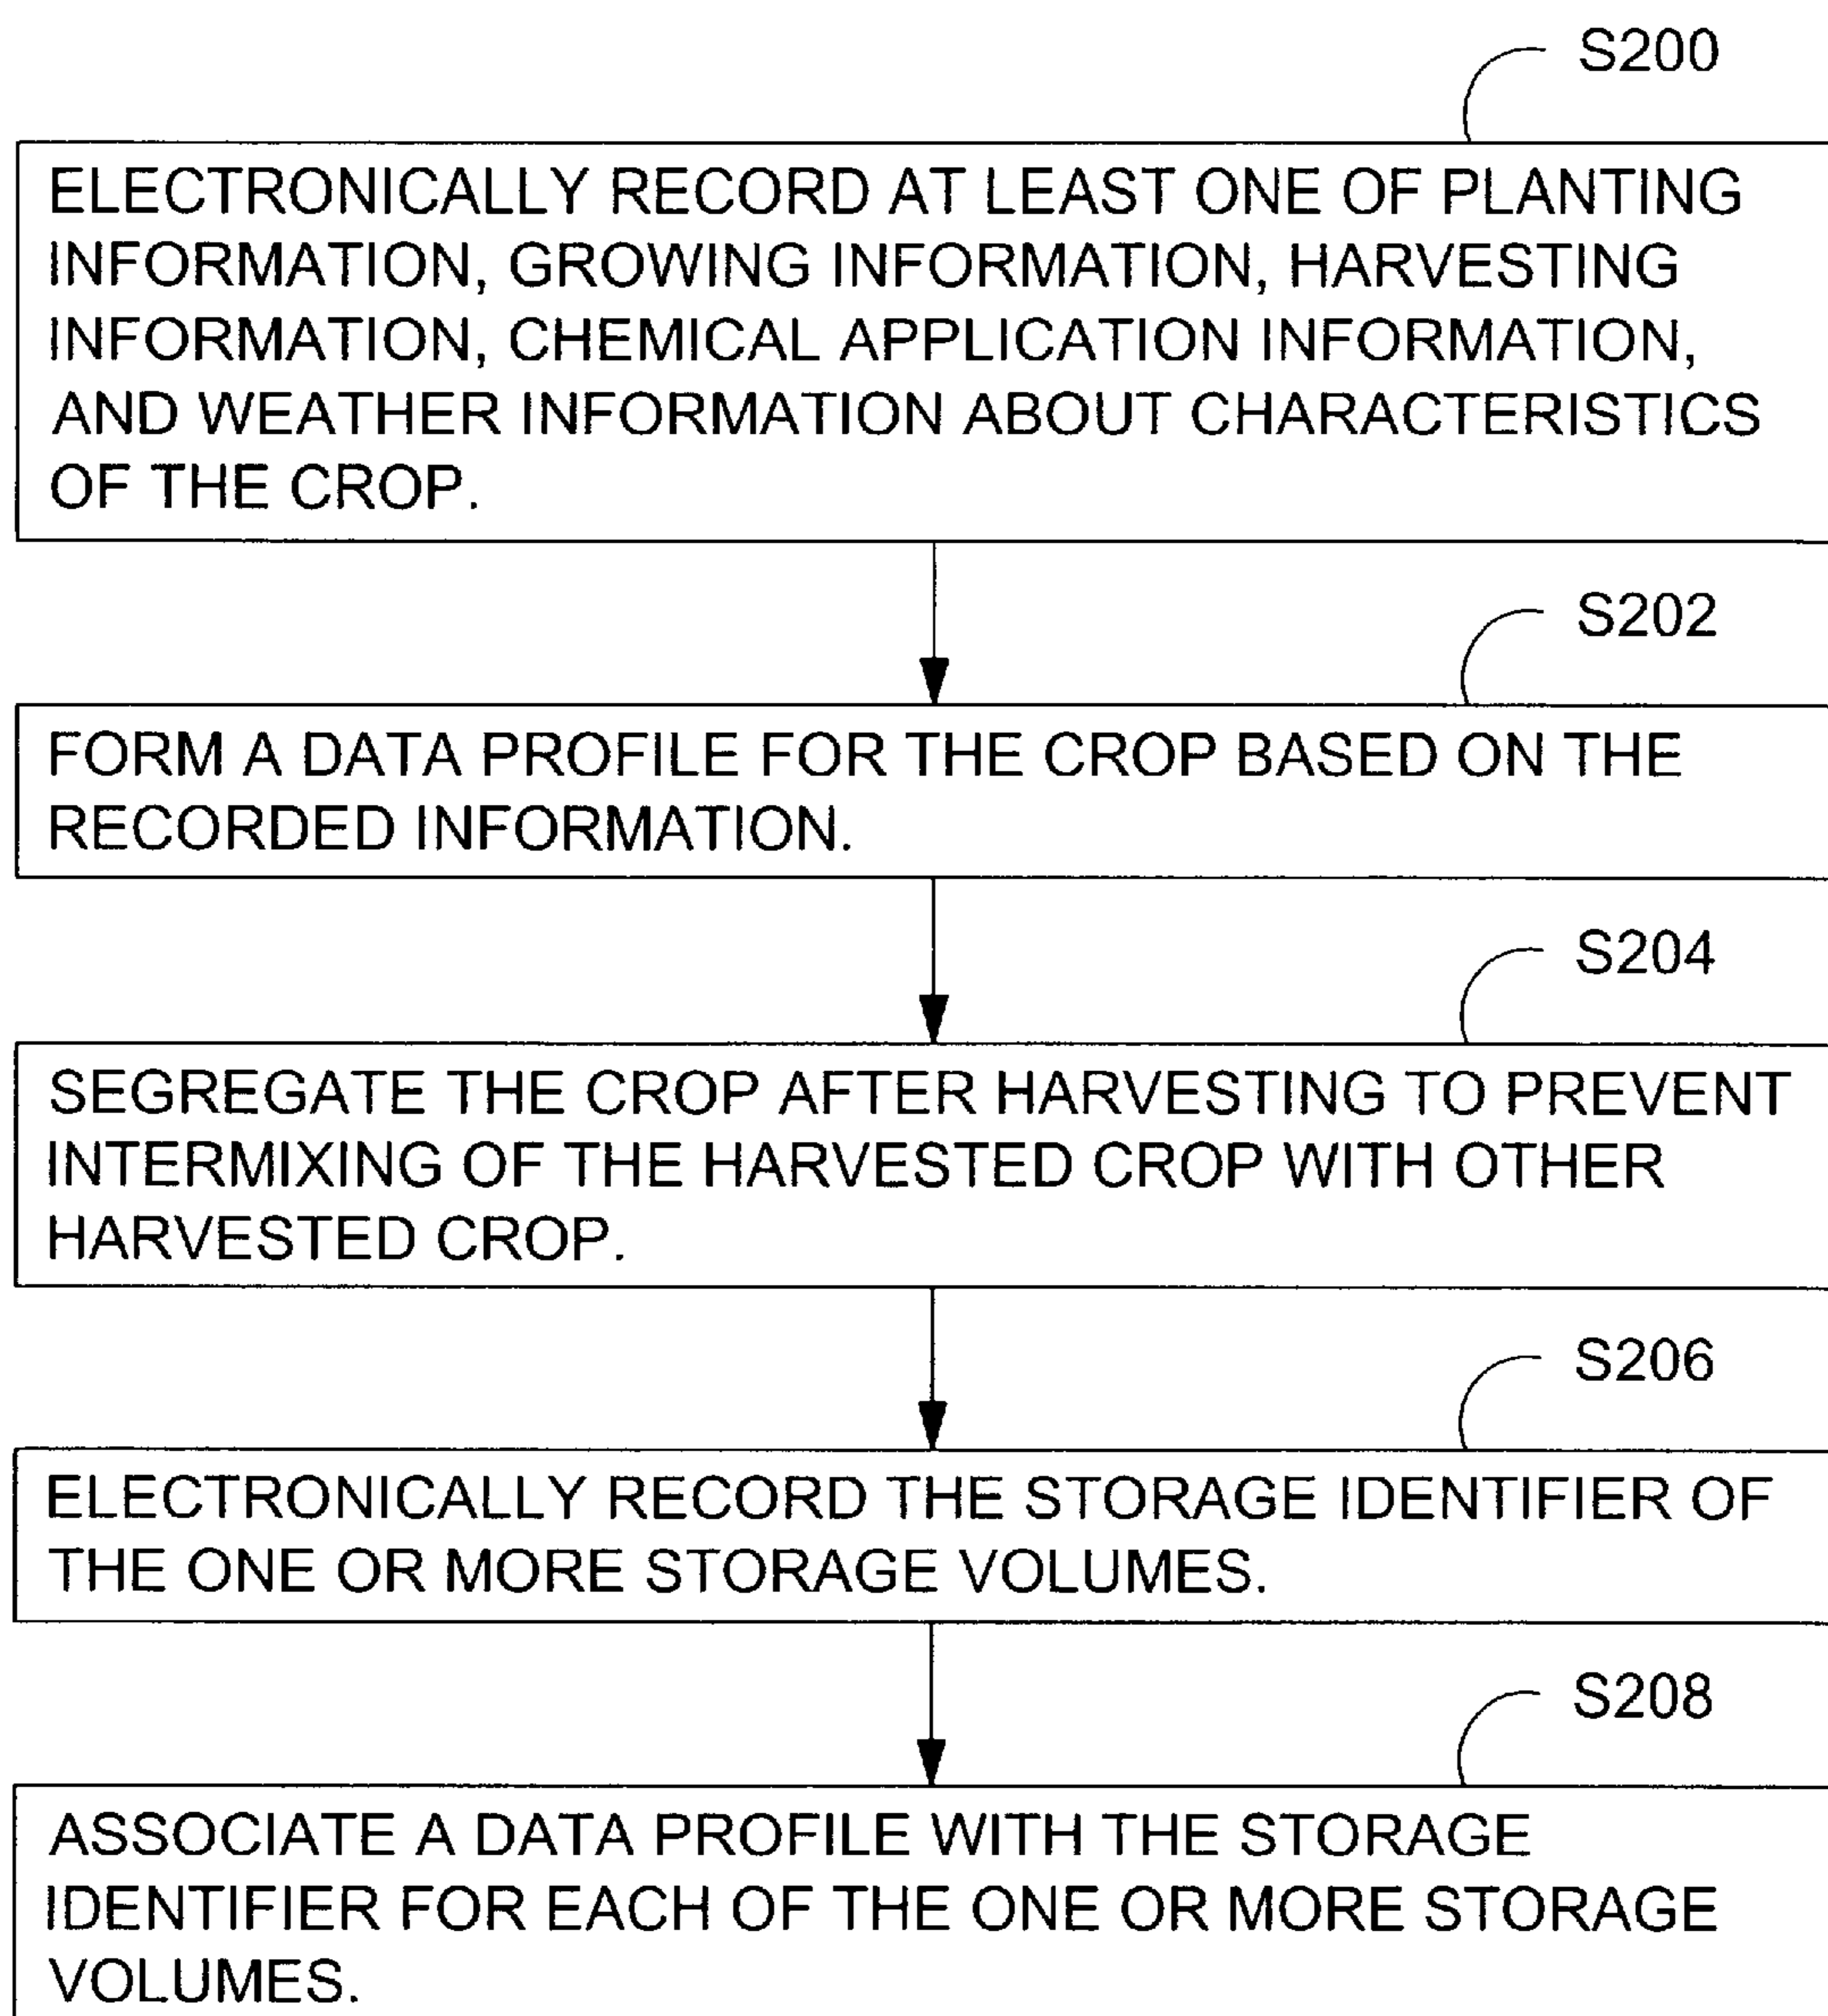 S200
ELECTRONICALLY RECORD AT LEAST ONE OF PLANTING
INFORMATION, GROWING INFORMATION, HARVESTING
INFORMATION, CHEMICAL APPLICATION INFORMATION,
AND WEATHER INFORMATION ABOUT CHARACTERISTICS
OF THE CROP.
S202
FORM A DATA PROFILE FOR THE CROP BASED ON THE
RECORDED INFORMATION.
S204
SEGREGATE THE CROP AFTER HARVESTING TO PREVENT
INTERMIXING OF THE HARVESTED CROP WITH OTHER
HARVESTED CROP.
S206
ELECTRONICALLY RECORD THE STORAGE IDENTIFIER OF
THE ONE OR MORE STORAGE VOLUMES.
S208
ASSOCIATE A DATA PROFILE WITH THE STORAGE
IDENTIFIER FOR EACH OF THE ONE OR MORE STORAGE
VOLUMES.